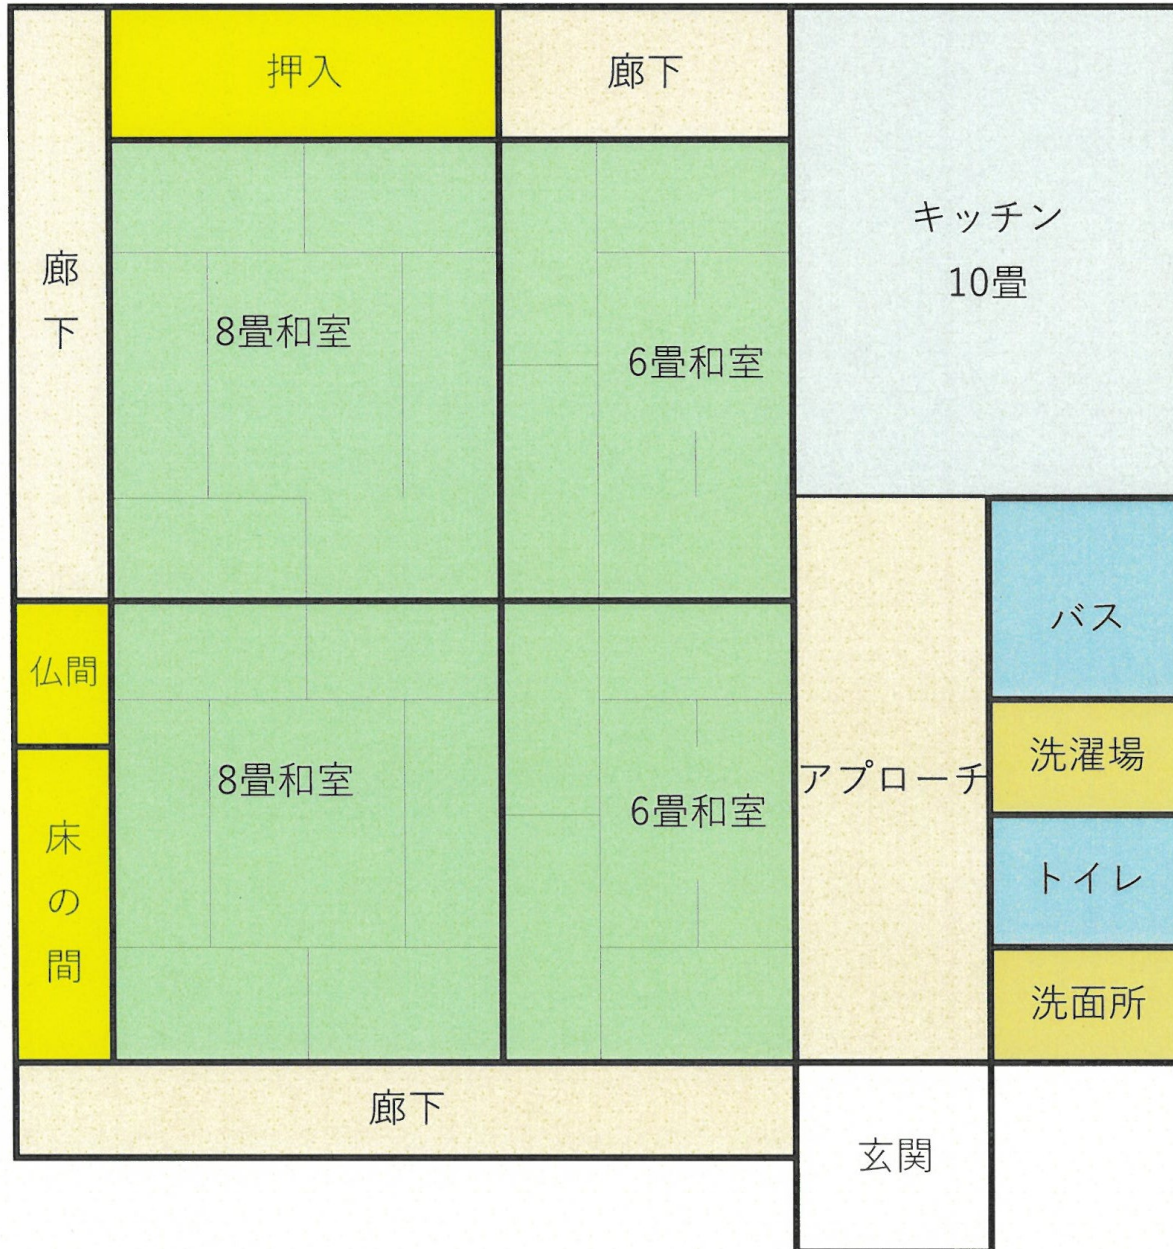 押入
廊下
キッチン
10畳
廊
下
8畳和室
6畳和室
バス
仏間
洗濯場
アプローチ
8畳和室
6畳和室
床
の
間
トイレ
洗面所
廊下
玄関